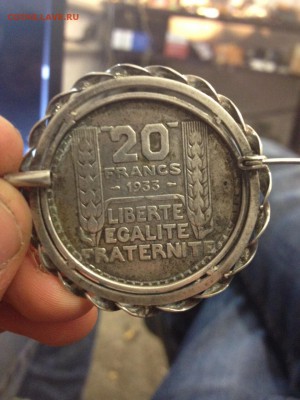 20
FRANCS
- 1933 -
LIBERTE
EGALITE
FRATERNITE